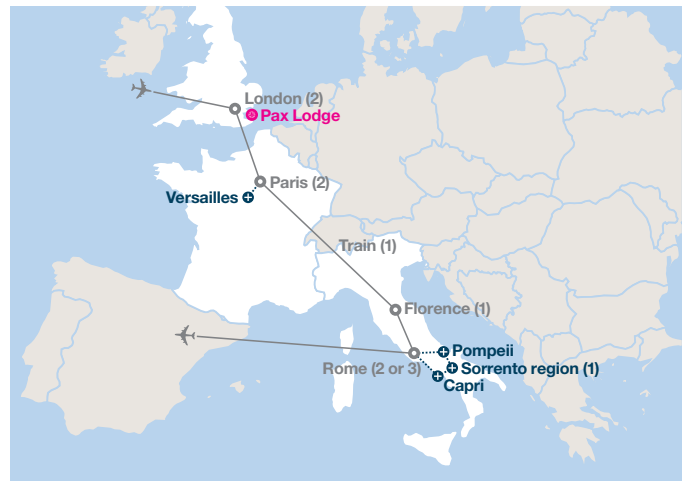 London (2)
Pax Lodge
Paris (2)
Versailles
Train (1)
Florence (1)
Pompeii
Rome (2 or 3)
Sorrento region (1)
Capri